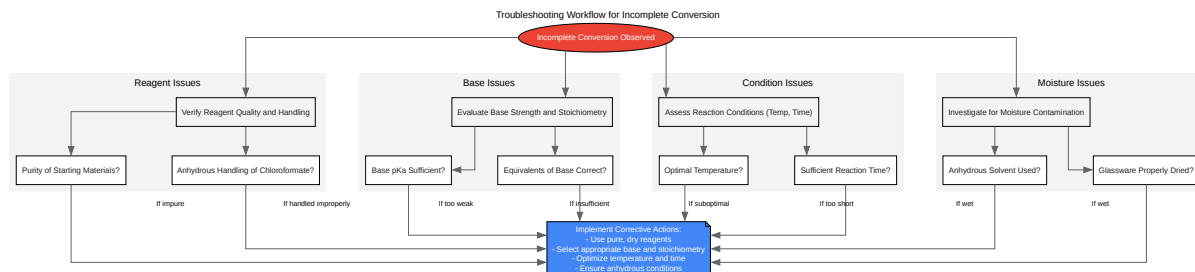 Troubleshooting Workflow for Incomplete Conversion
Incomplete Conversion Observed
Reagent Issues
Base Issues
Condition Issues
Moisture Issues
Verify Reagent Quality and Handling
Evaluate Base Strength and Stoichiometry
Assess Reaction Conditions (Temp, Time)
Investigate for Moisture Contamination
Purity of Starting Materials?
Anhydrous Handling of Chloroformate?
Base pKa Sufficient?
Equivalents of Base Correct?
Optimal Temperature?
Sufficient Reaction Time?
Anhydrous Solvent Used?
Glassware Properly Dried?
If impure
If handled improperly
If too weak
If insufficient
If suboptimal
If too short
If wet
If wet
Implement Corrective Actions:
- Use pure, dry reagents
- Select appropriate base and stoichiometry
- Optimize temperature and time
- Ensure anhydrous conditions